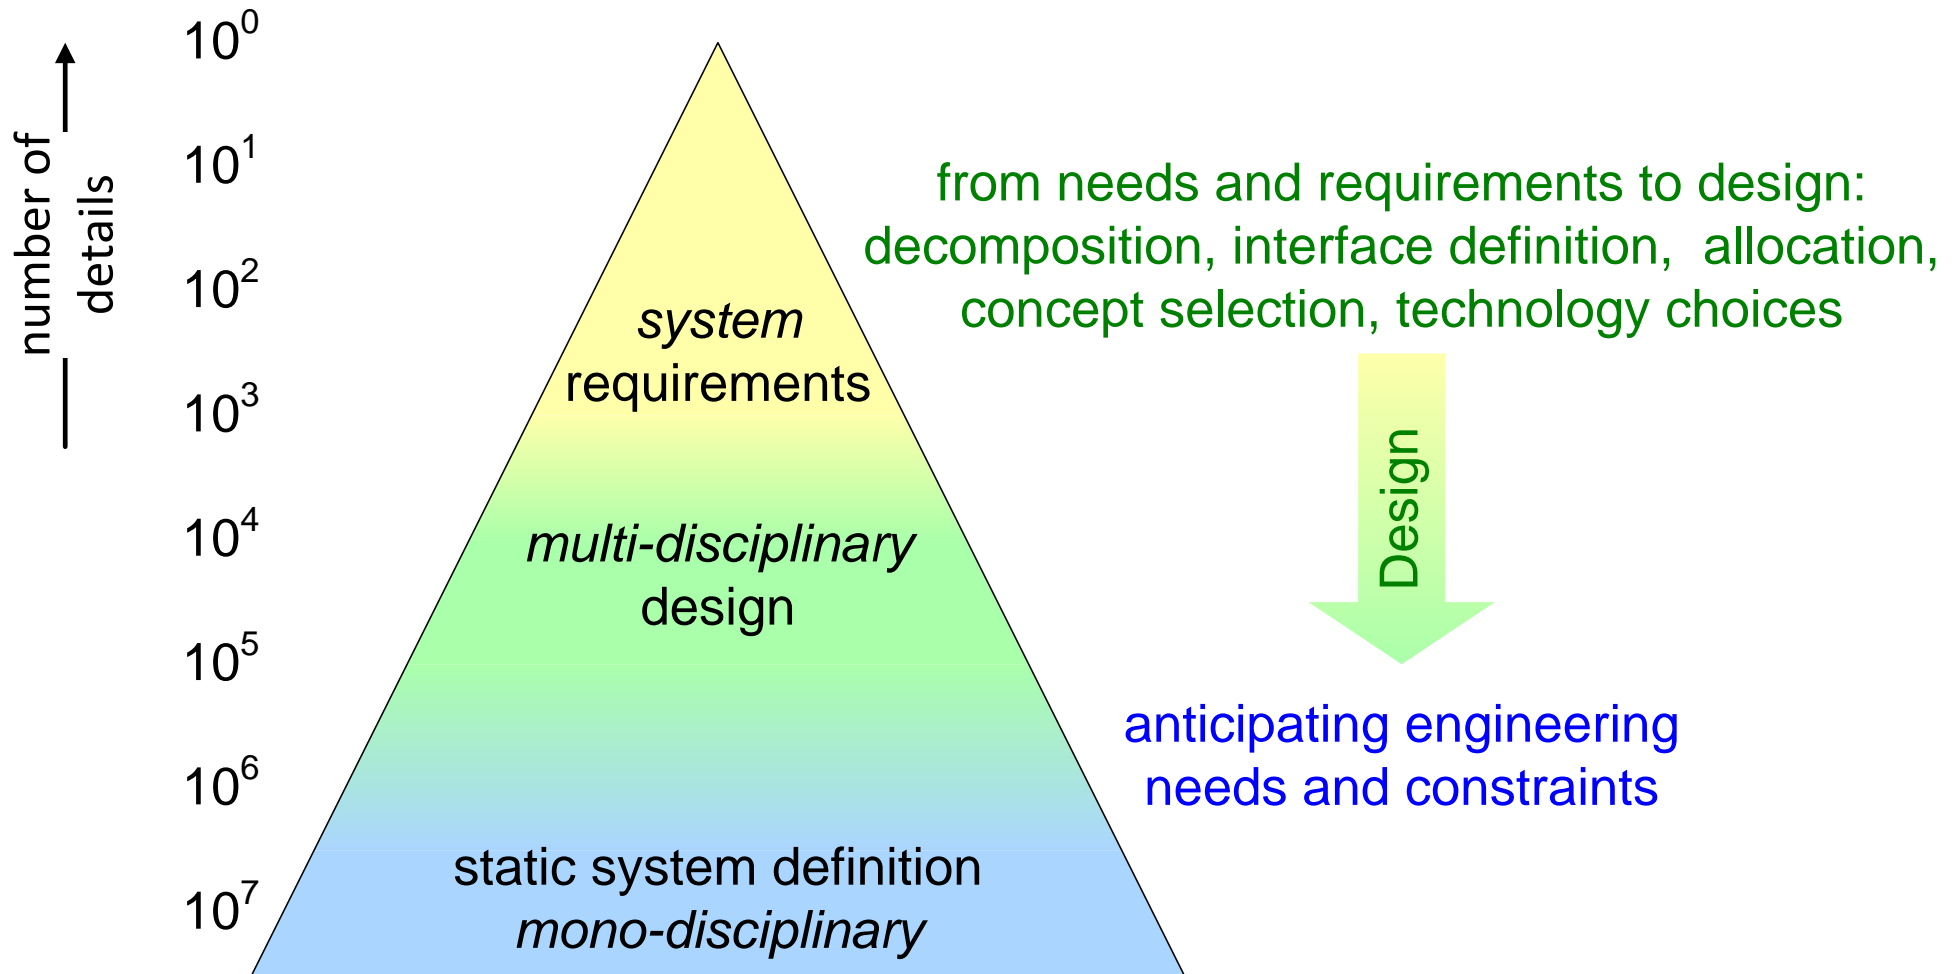 number of
details
10^0
10^1
10^2
10^3
10^4
10^5
10^6
10^7
system
requirements
multi-disciplinary
design
static system definition
mono-disciplinary
from needs and requirements to design:
decomposition, interface definition, allocation,
concept selection, technology choices
Design
anticipating engineering
needs and constraints